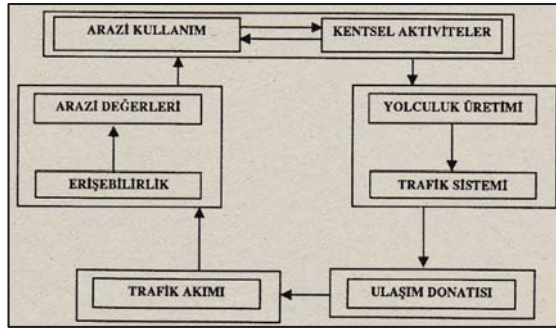 ARAZİ KULLANIM
KENTSEL AKTİVİTELER
ARAZİ DEĞERLERİ
YOLCULUK ÜRETİMİ
ERİŞEBİLİRLİK
TRAFİK SİSTEMİ
TRAFİK AKIMI
ULAŞIM DONATISI